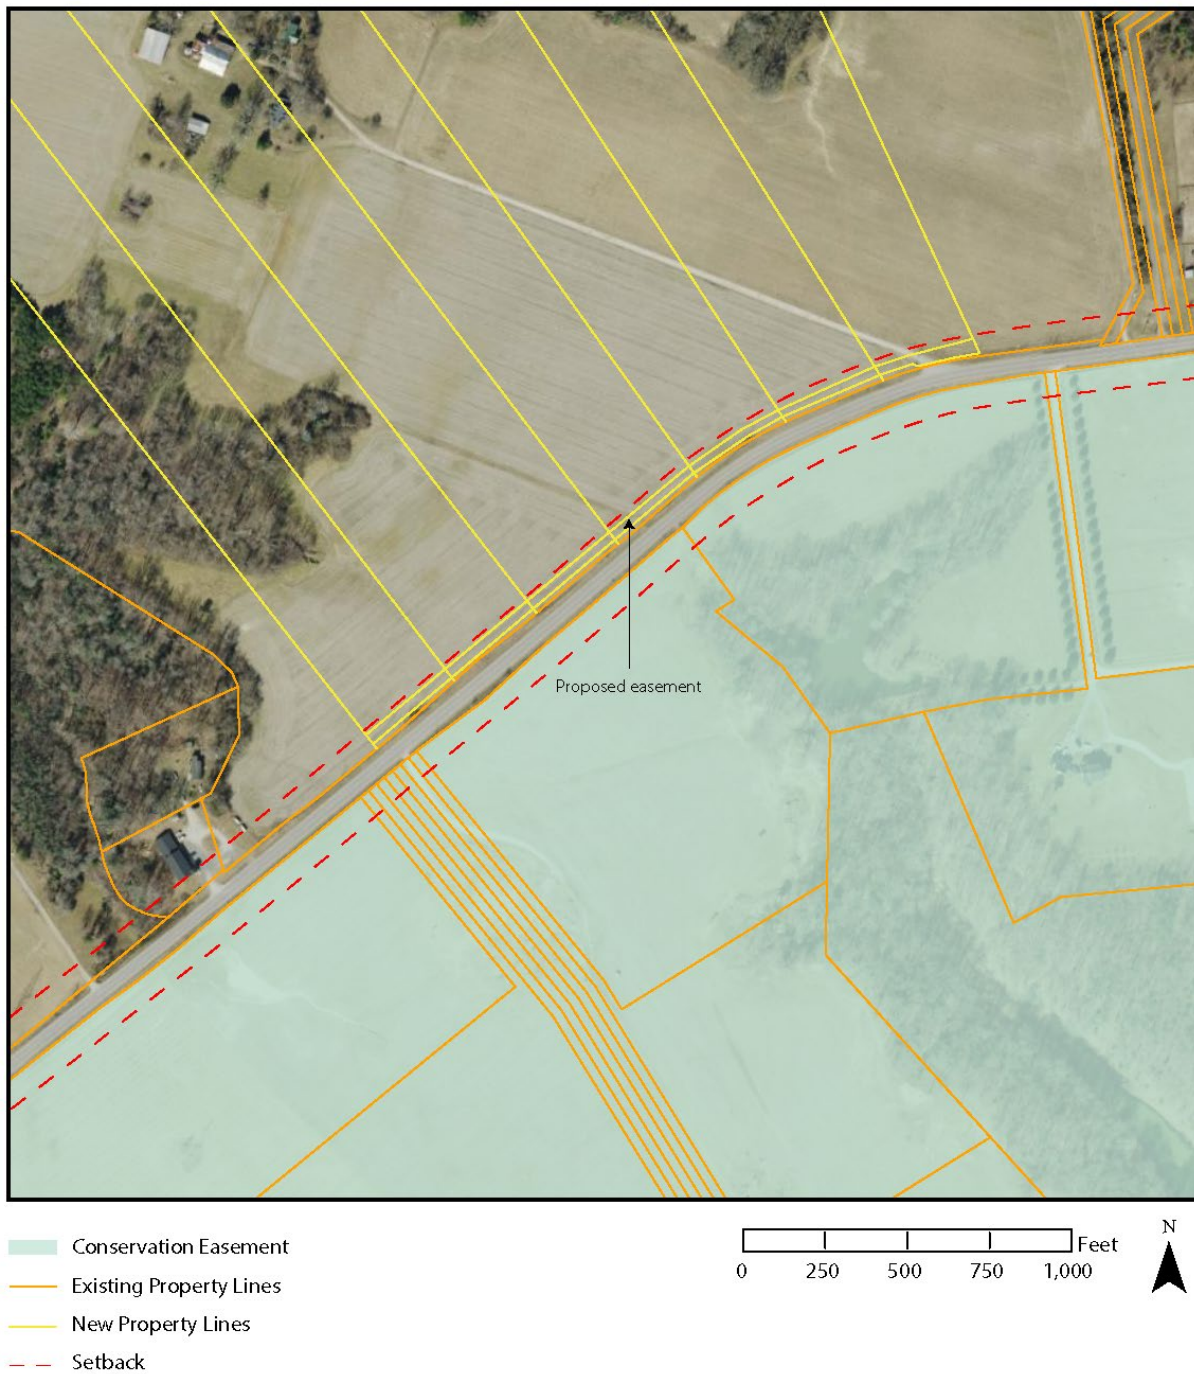 Proposed easement
Conservation Easement
Existing Property Lines
New Property Lines
Setback
Feet
0 250 500 750 1,000
N